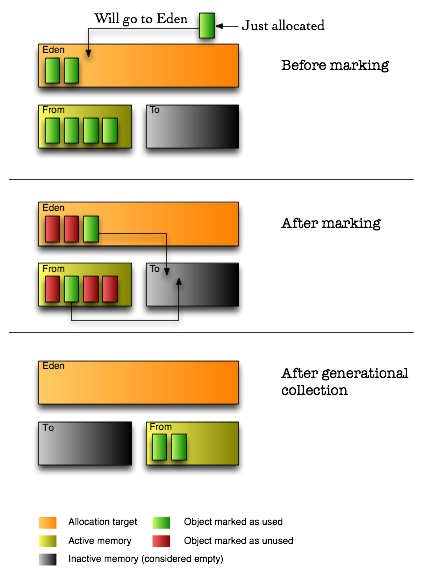 Will go to Eden
Just allocated
Eden
Before marking
From
To
Eden
After marking
From
To
Eden
After generational
collection
To
From
Allocation target
Object marked as used
Active memory
Object marked as unused
Inactive memory (considered empty)